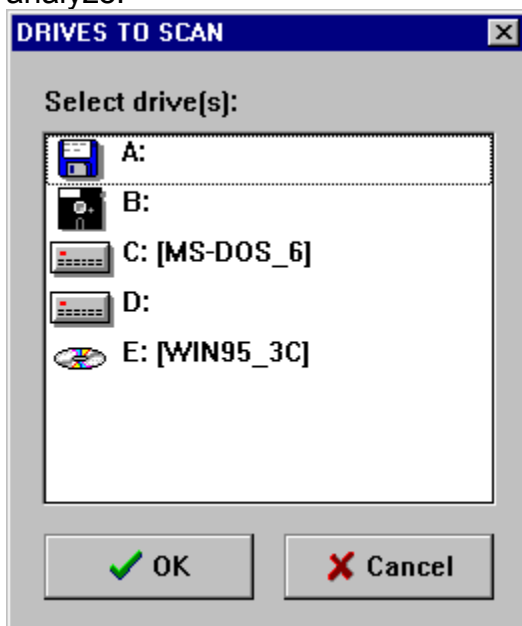 analyze.
DRIVES TO SCAN
Select drive(s):
A:
B:
C: [MS-DOS_6]
D:
E: [WIN95_3C]
OK
Cancel